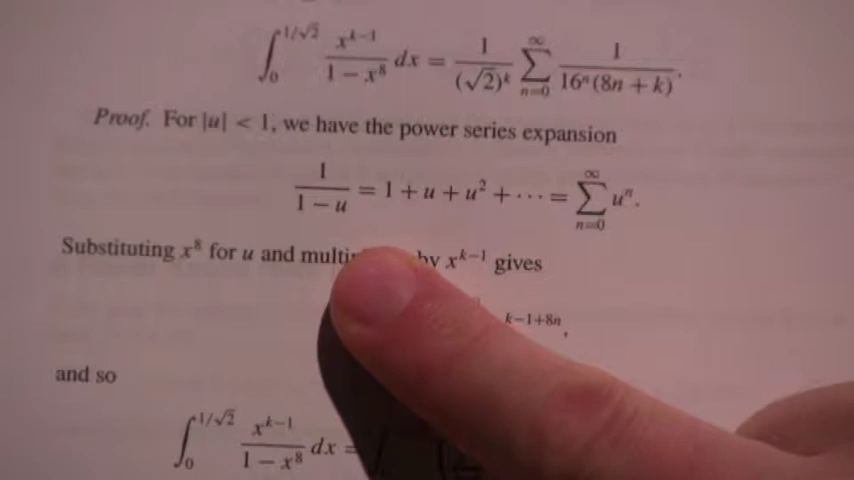 ∫_0^{1/√2} x^{k-1}/(1 − x^8) dx = 1/(√2)^k ∑_{n=0}^{∞} 1/(16^n(8n + k)).
Proof. For |u| < 1, we have the power series expansion
1/(1 − u) = 1 + u + u^2 + ··· = ∑_{n=0}^{∞} u^n.
Substituting x^8 for u and by x^{k-1} gives
k-1+8n,
and so
∫_0^{1/√2} x^{k-1}/(1 − x^8) dx =